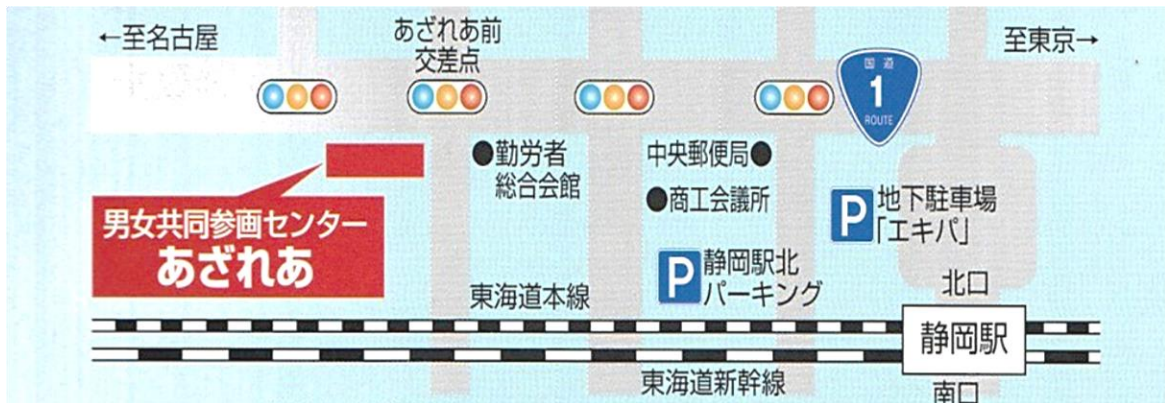 ←至名古屋
あざれあ前
交差点
至東京→
国道
1
ROUTE
勤労者
総合会館
中央郵便局
商工会議所
P
地下駐車場
「エキパ」
男女共同参画センター
あざれあ
P
静岡駅北
パーキング
北口
東海道本線
静岡駅
東海道新幹線
南口